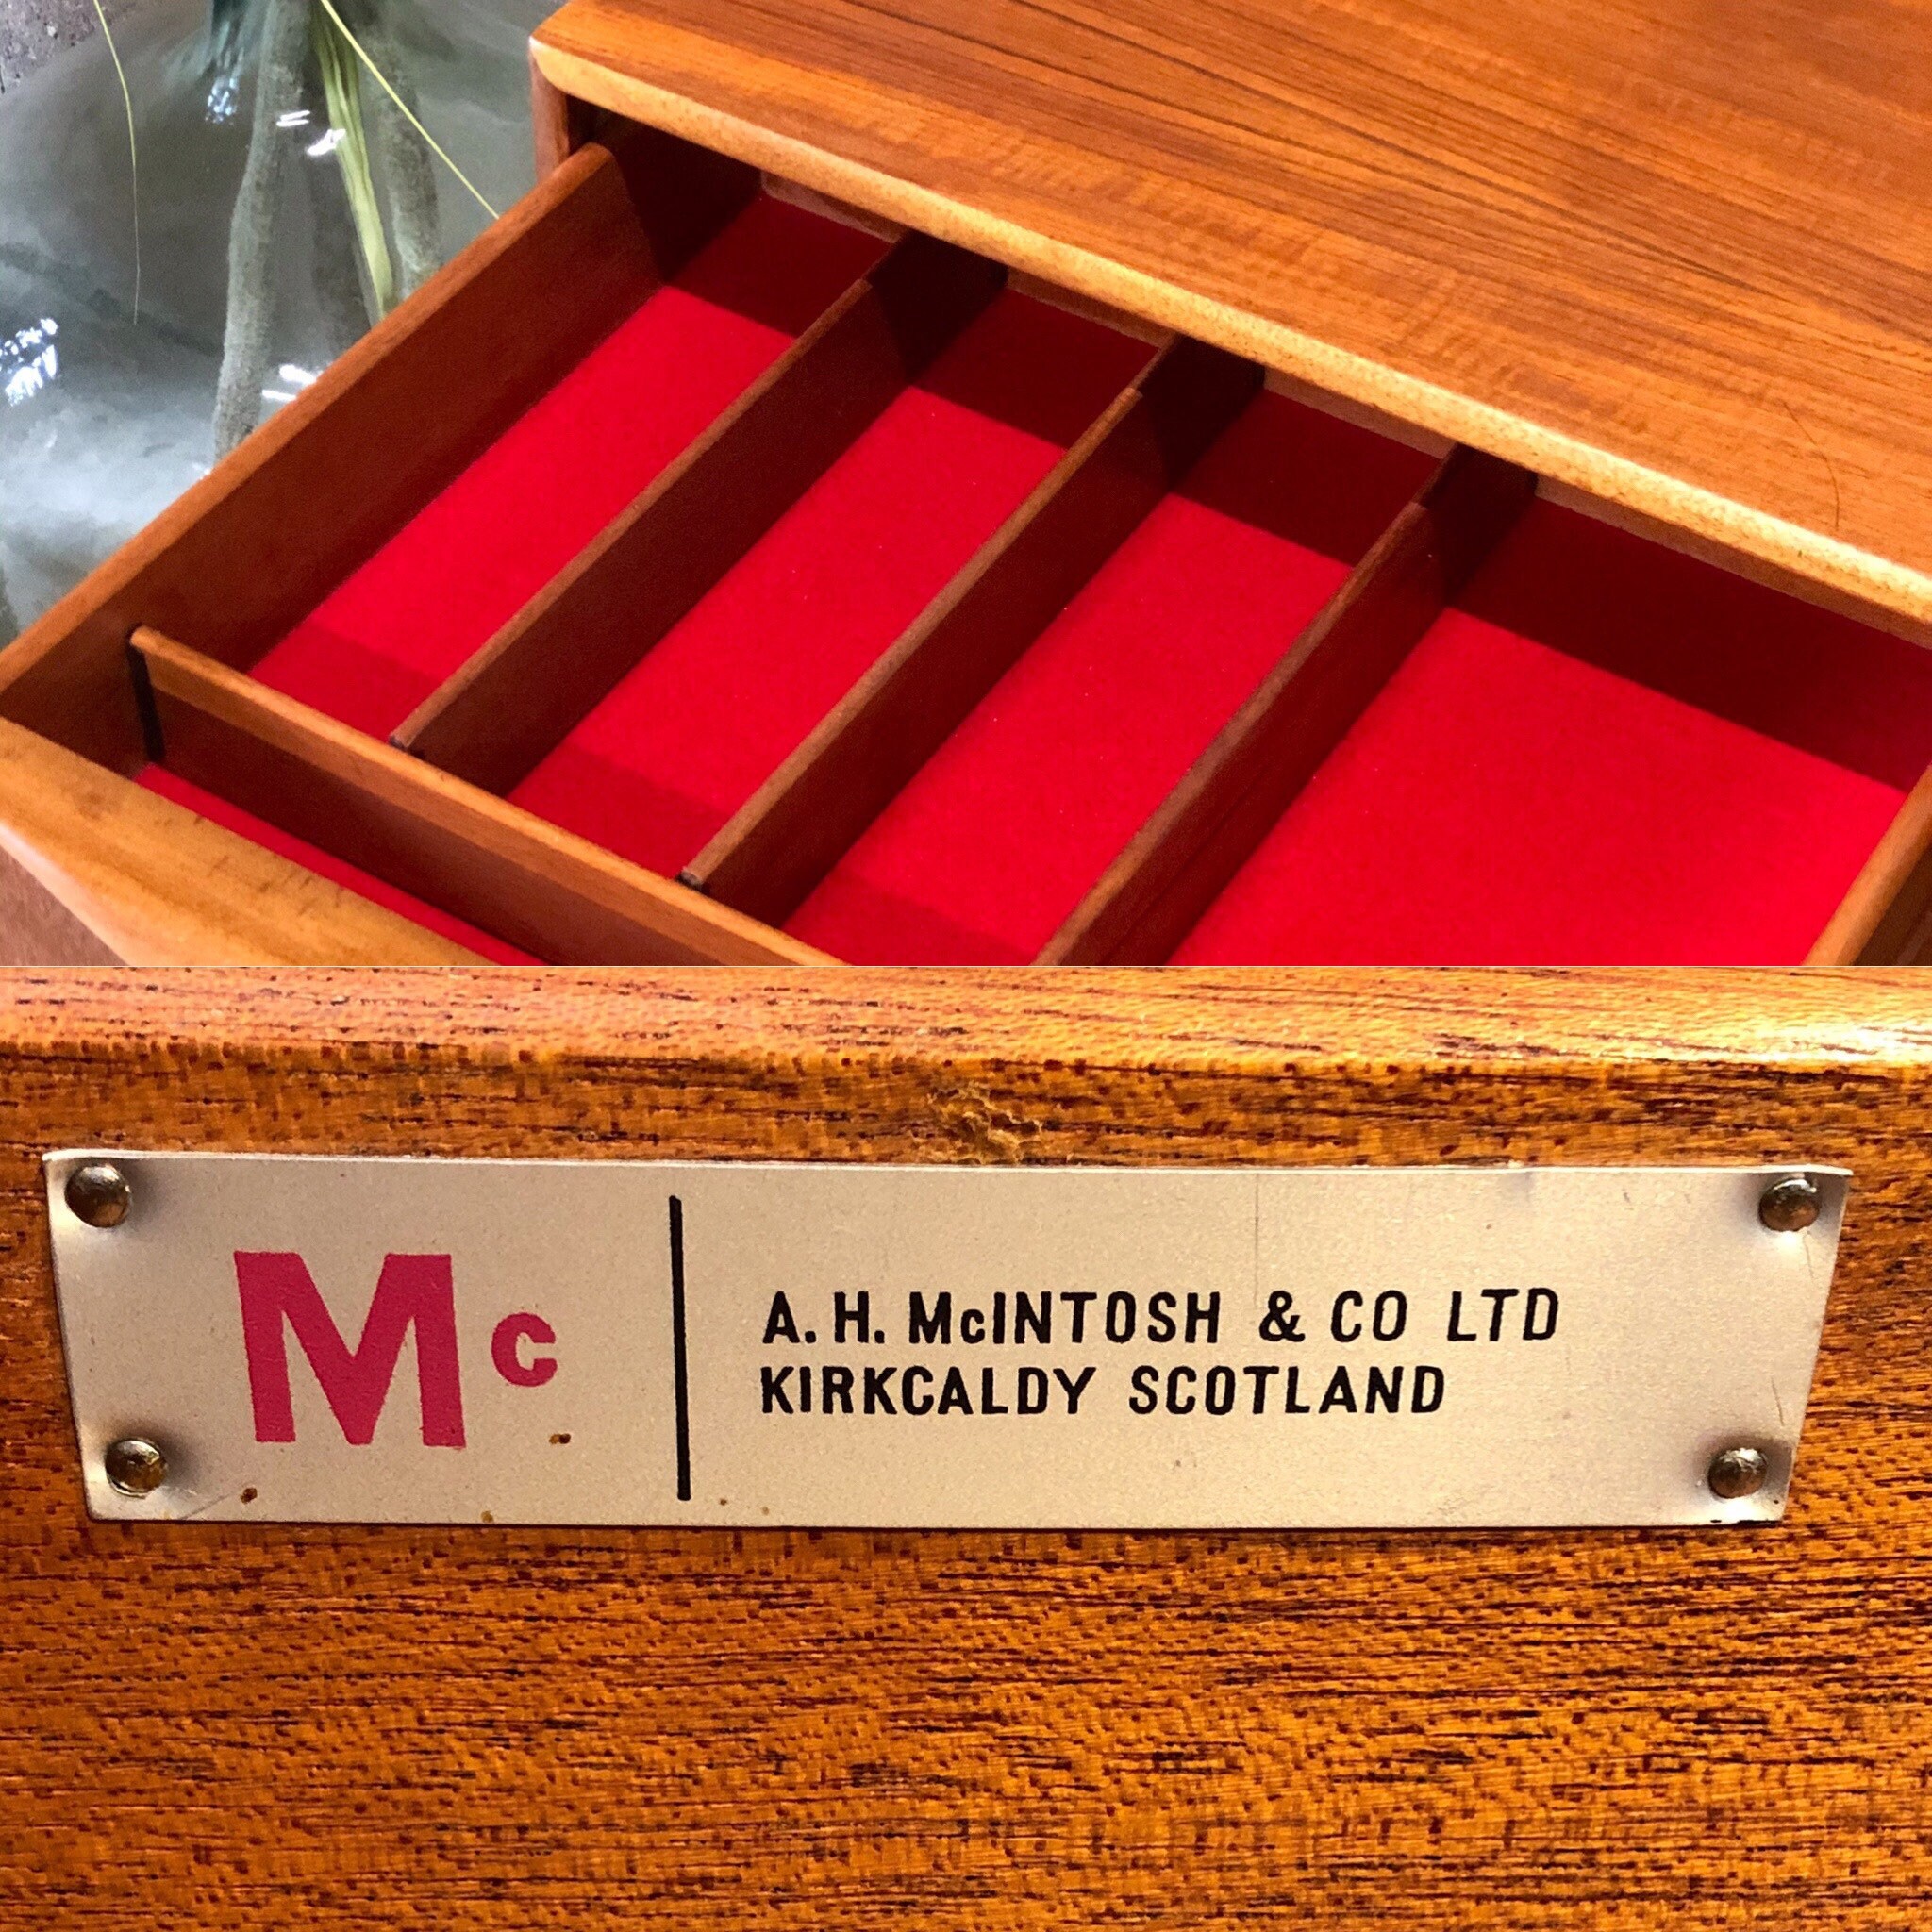 Mc
A. H. McINTOSH & CO LTD
KIRKCALDY SCOTLAND